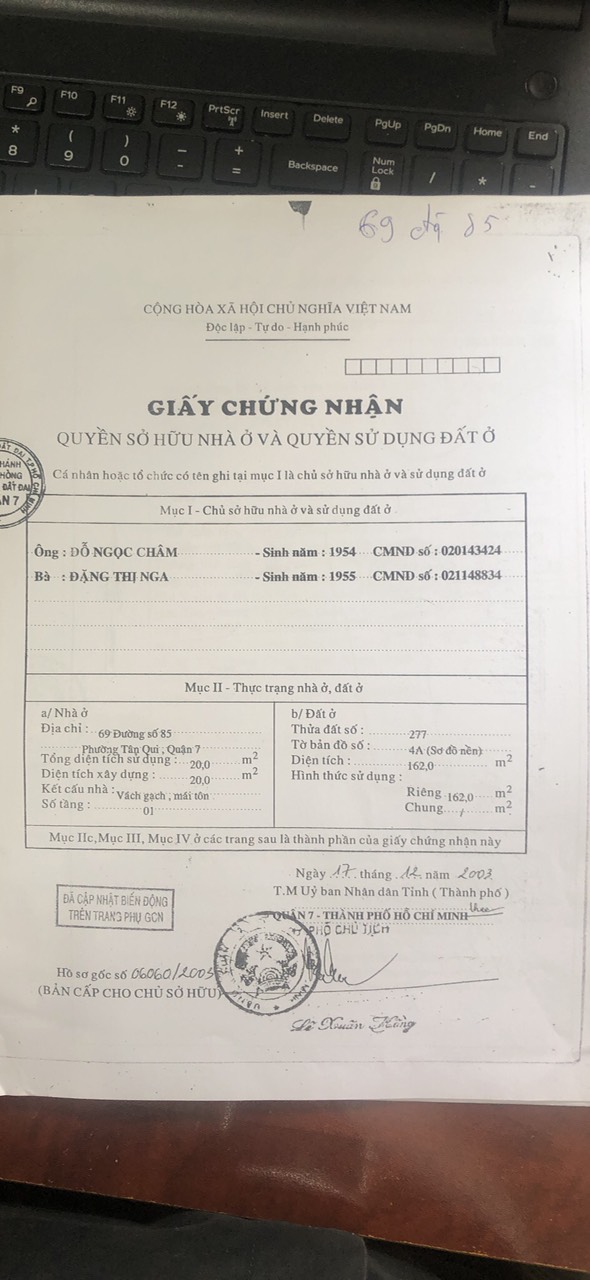 F9 F10 F11 F12 PrtScr Insert Delete PgUp PgDn Home End
* 8 ( 9 ) 0 _ - + = Backspace Num Lock / * -
69 đg 85
CỘNG HÒA XÃ HỘI CHỦ NGHĨA VIỆT NAM
Độc lập - Tự do - Hạnh phúc
GIẤY CHỨNG NHẬN
QUYỀN SỞ HỮU NHÀ Ở VÀ QUYỀN SỬ DỤNG ĐẤT Ở
Cá nhân hoặc tổ chức có tên ghi tại mục I là chủ sở hữu nhà ở và sử dụng đất ở
Mục I - Chủ sở hữu nhà ở và sử dụng đất ở
Ông : ĐỖ NGỌC CHÂM - Sinh năm : 1954 CMND số : 020143424
Bà : ĐẶNG THỊ NGA - Sinh năm : 1955 CMND số : 021148834
Mục II - Thực trạng nhà ở, đất ở
a/ Nhà ở
Địa chỉ : 69 Đường số 85
Phường Tân Qui , Quận 7
Tổng diện tích sử dụng : 20,0 m2
Diện tích xây dựng : 20,0 m2
Kết cấu nhà : Vách gạch , mái tôn
Số tầng : 01
b/ Đất ở
Thửa đất số : 277
Tờ bản đồ số : 4A (Sơ đồ nền)
Diện tích : 162,0 m2
Hình thức sử dụng :
Riêng 162,0 m2
Chung / m2
Mục IIc,Mục III, Mục IV ở các trang sau là thành phần của giấy chứng nhận này
Ngày 17 tháng 12 năm 2003
T.M Uỷ ban Nhân dân Tỉnh ( Thành phố )
QUẬN 7 - THÀNH PHỐ HỒ CHÍ MINH
PHÓ CHỦ TỊCH
ĐÃ CẬP NHẬT BIẾN ĐỘNG
TRÊN TRANG PHỤ GCN
Hồ sơ gốc số 06060/2003
(BẢN CẤP CHO CHỦ SỞ HỮU)
Lê Xuân Hùng